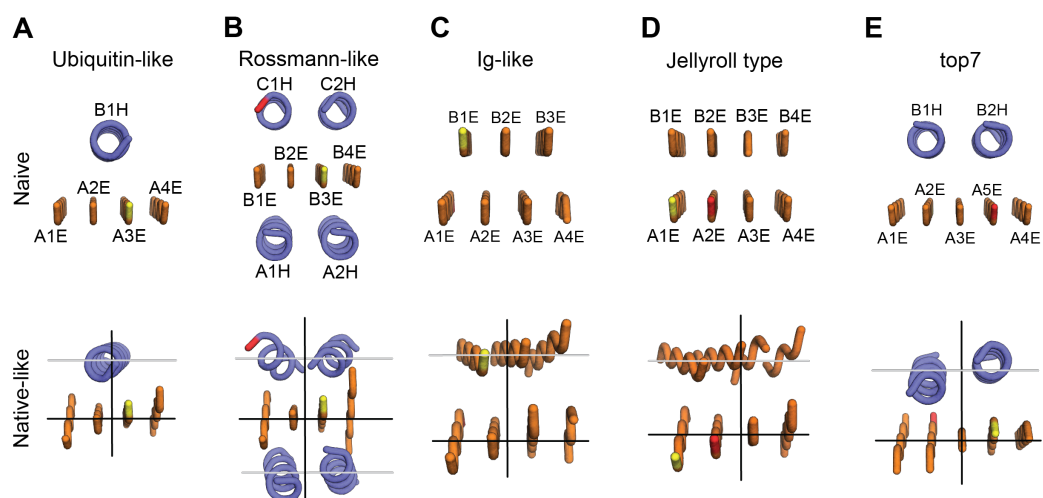 A
Ubiquitin-like
B1H
A2E A4E
A1E A3E
B
Rossmann-like
C1H C2H
B2E B4E
B1E B3E
A1H A2H
C
Ig-like
B1E B2E B3E
A1E A2E A3E A4E
D
Jellyroll type
B1E B2E B3E B4E
A1E A2E A3E A4E
E
top7
B1H B2H
A2E A5E
A1E A3E A4E
Naive
Native-like